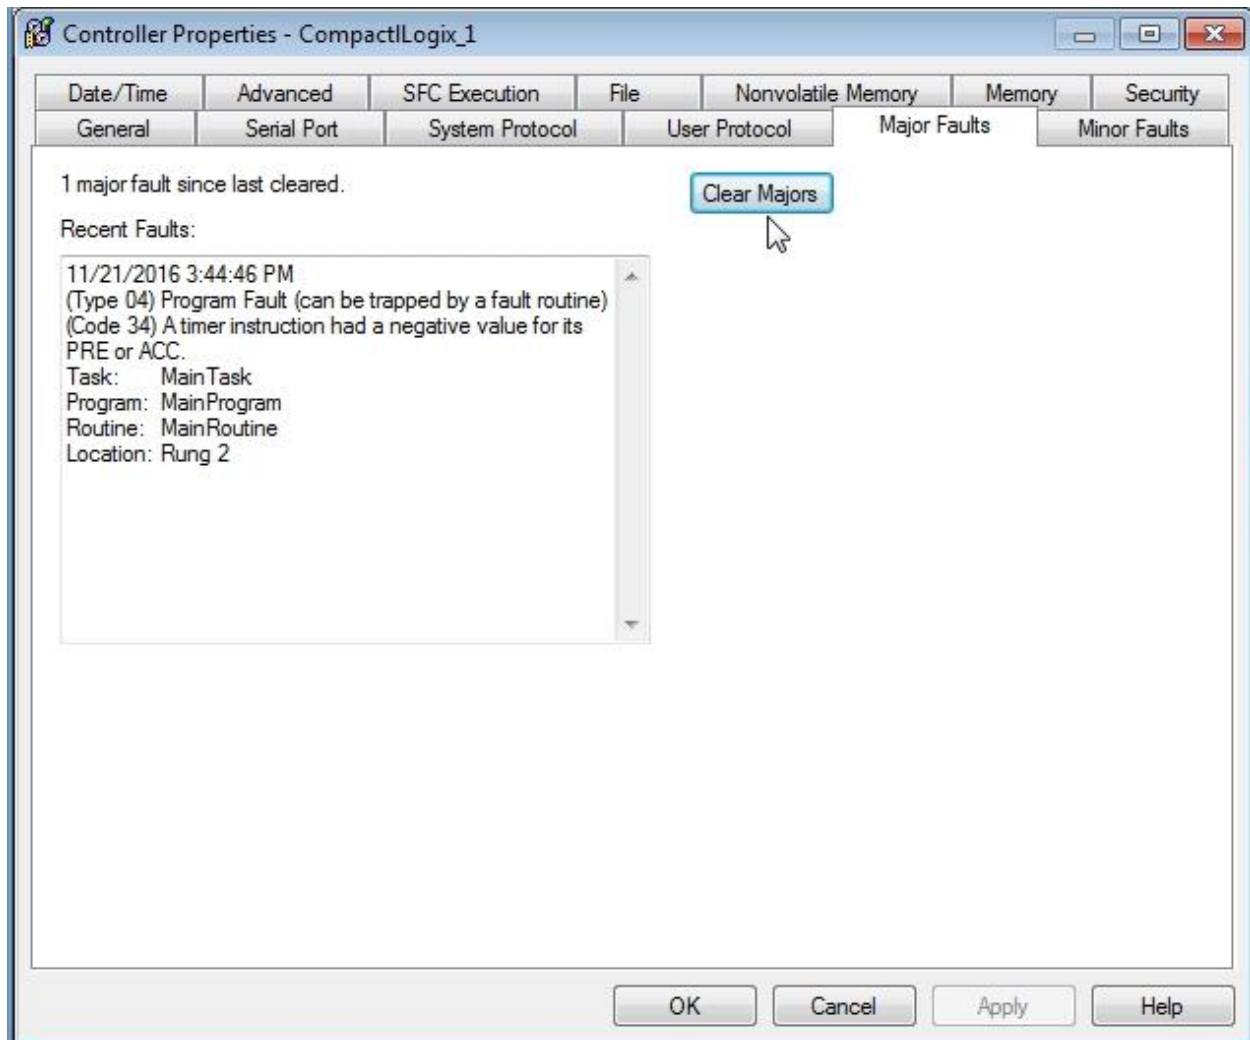 Controller Properties - CompactlLogix_1
Date/Time Advanced SFC Execution File Nonvolatile Memory Memory Security
General Serial Port System Protocol User Protocol Major Faults Minor Faults
1 major fault since last cleared.
Clear Majors
Recent Faults:
11/21/2016 3:44:46 PM
(Type 04) Program Fault (can be trapped by a fault routine)
(Code 34) A timer instruction had a negative value for its
PRE or ACC.
Task: MainTask
Program: MainProgram
Routine: MainRoutine
Location: Rung 2
OK Cancel Apply Help